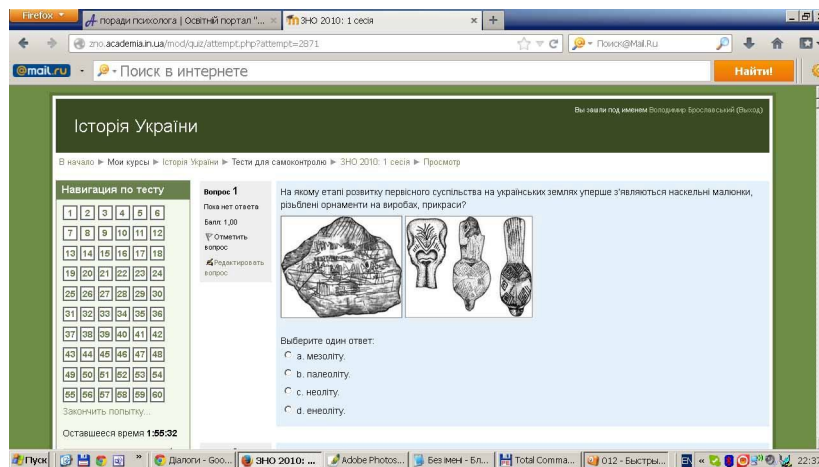 Firefox
поради психолога | Освітній портал "...
ЗНО 2010: 1 сесія
zno.academia.in.ua/mod/quiz/attempt.php?attempt=2871
Поиск@Mail.Ru
@mail.ru
Поиск в интернете
Найти!
Вы зашли под именем Володимир Брославський (Выход)
Історія України
В начало ► Мои курсы ► Історія України ► Тести для самоконтролю ► ЗНО 2010: 1 сесія ► Просмотр
Навигация по тесту
1 2 3 4 5 6
7 8 9 10 11 12
13 14 15 16 17 18
19 20 21 22 23 24
25 26 27 28 29 30
31 32 33 34 35 36
37 38 39 40 41 42
43 44 45 46 47 48
49 50 51 52 53 54
55 56 57 58 59 60
Закончить попытку...
Оставшееся время 1:55:32
Вопрос 1
Пока нет ответа
Балл: 1,00
Отметить вопрос
Редактировать вопрос
На якому етапі розвитку первісного суспільства на українських землях уперше з'являються наскельні малюнки,
різьблені орнаменти на виробах, прикраси?
Выберите один ответ:
a. мезоліту.
b. палеоліту.
c. неоліту.
d. енеоліту.
Пуск
Діалоги - Goo...
ЗНО 2010: ...
Adobe Photos...
Без імені - Бл...
Total Comma...
012 - Быстры...
22:37